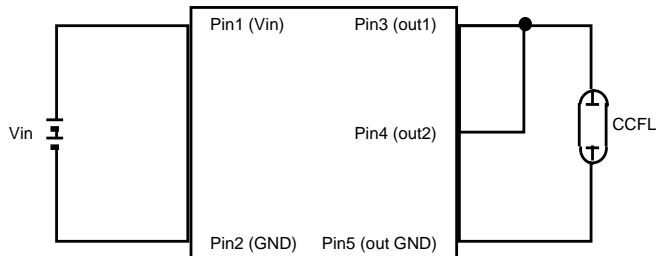 Pin1 (Vin) Pin3 (out1)
Vin Pin4 (out2) CCFL
Pin2 (GND) Pin5 (out GND)